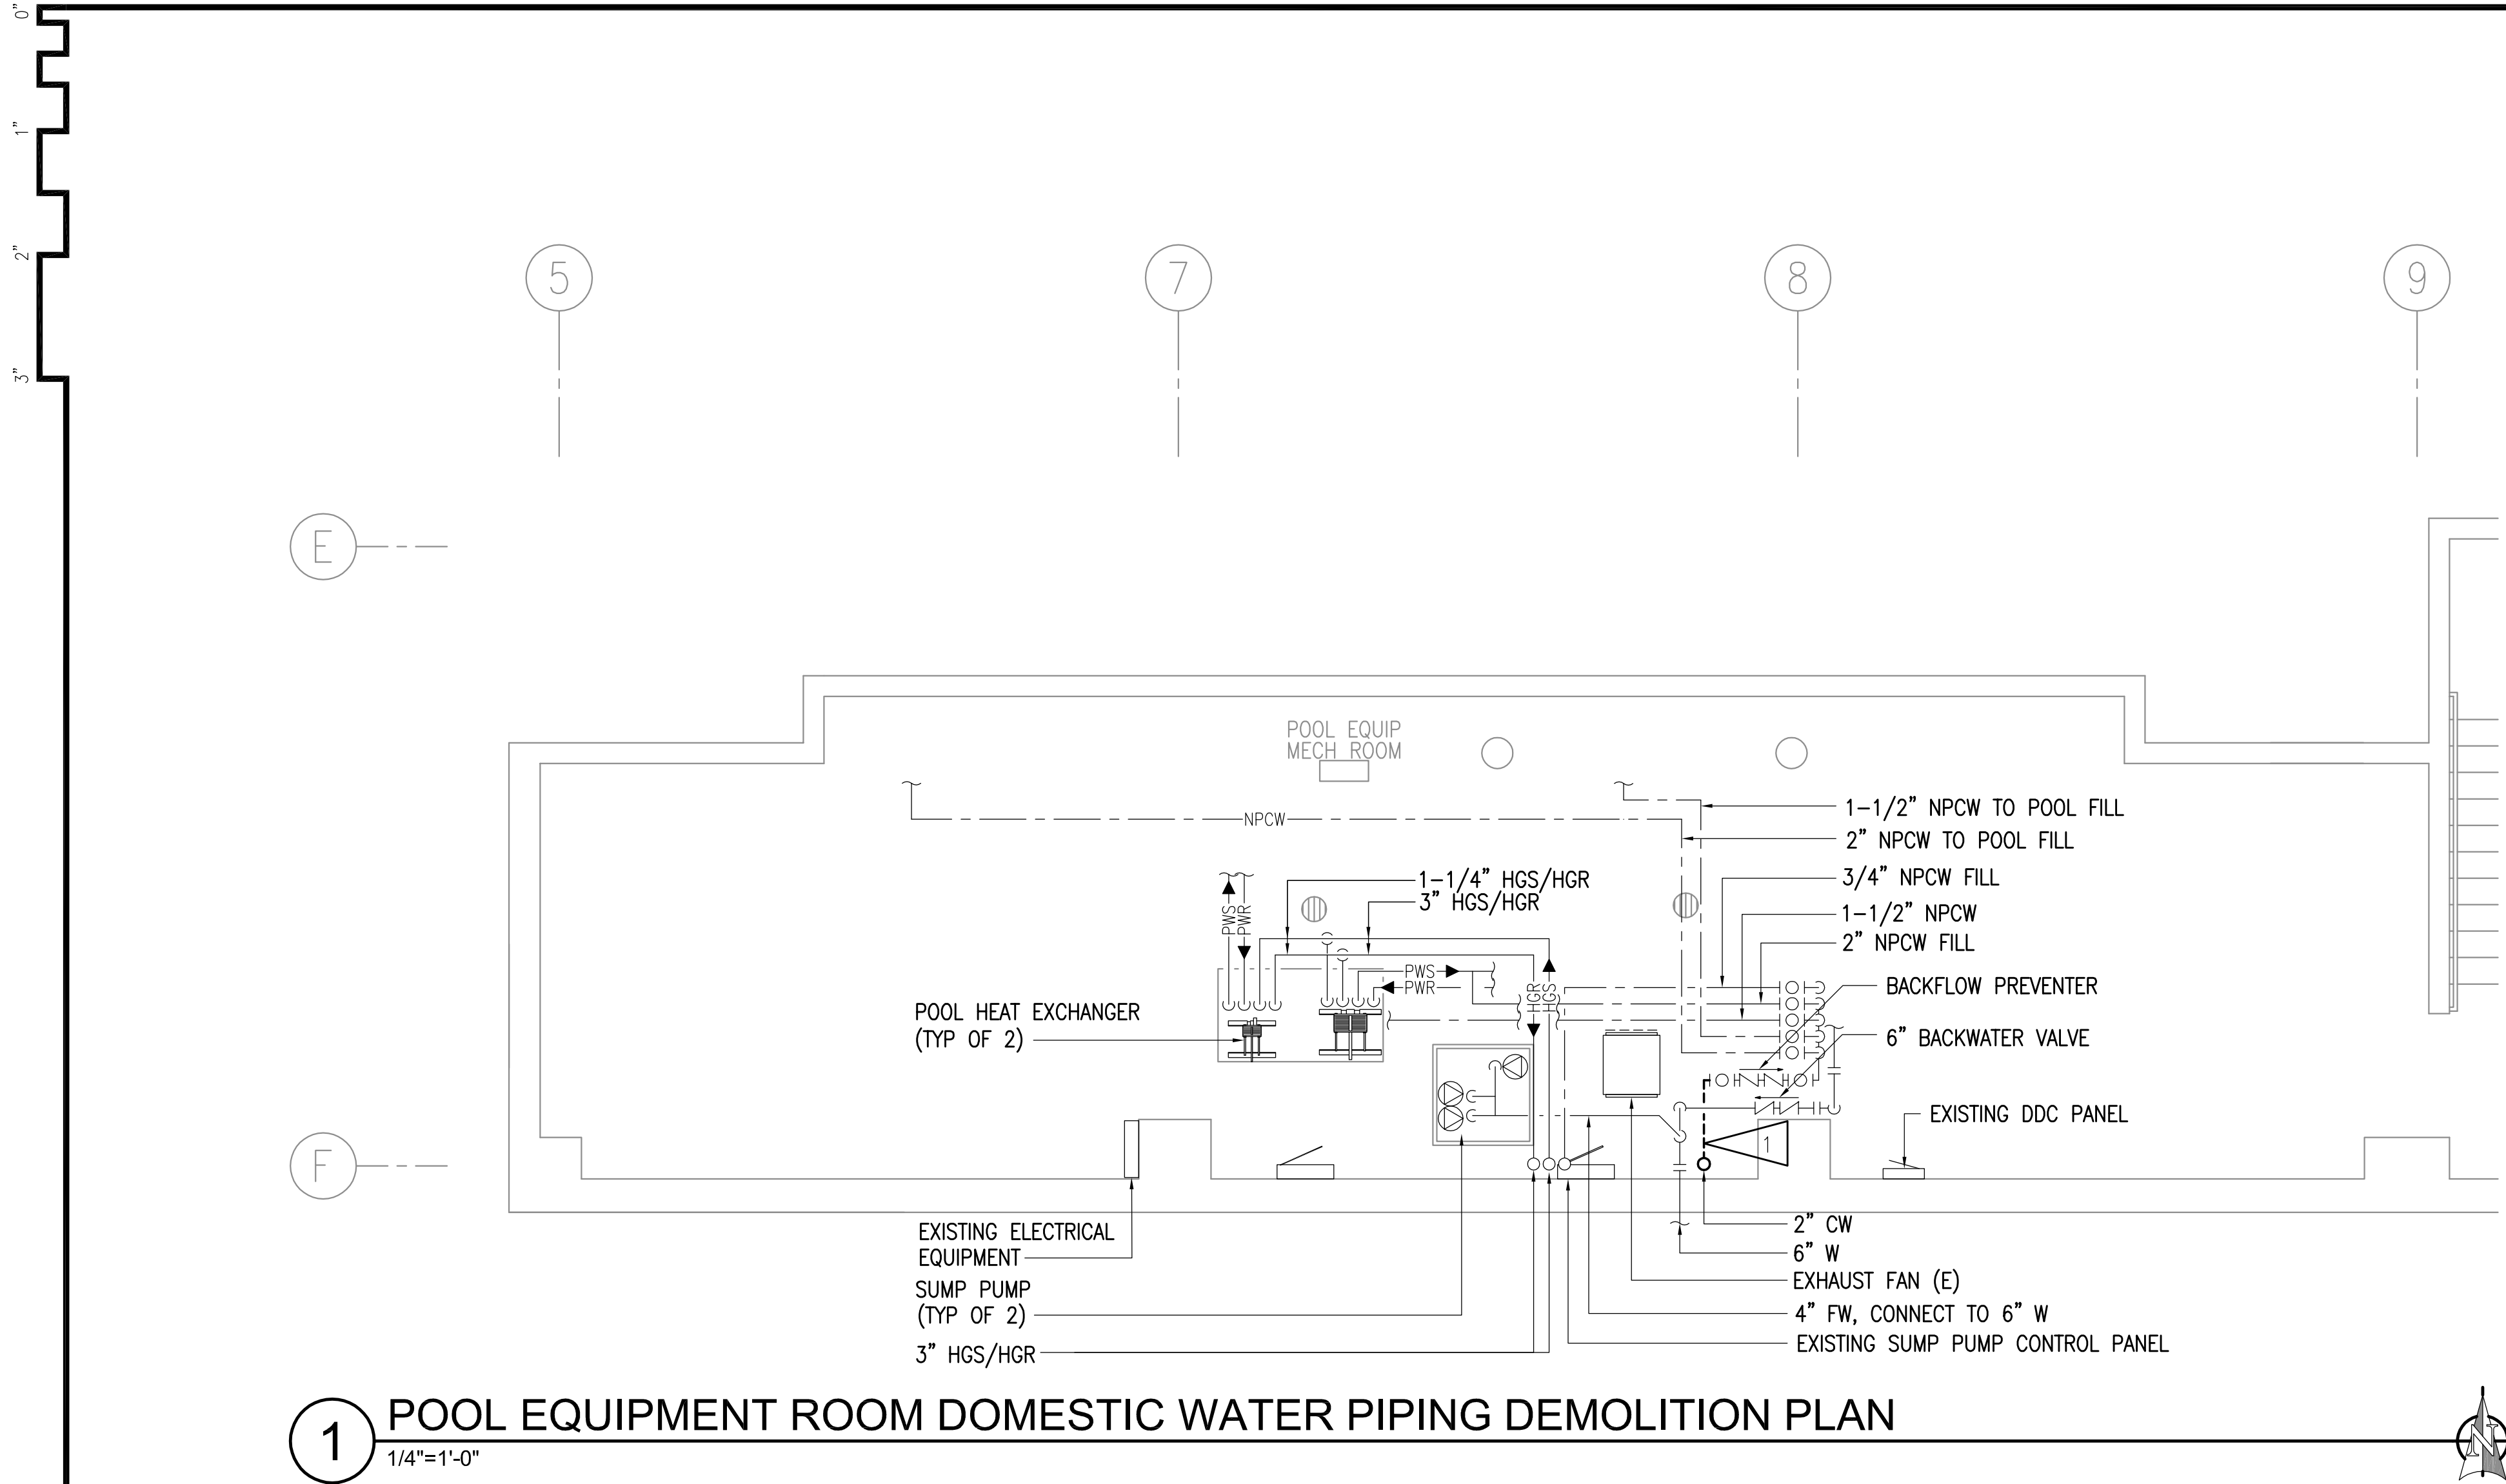 0"
1"
2"
3"
5
7
8
9
E
POOL EQUIP
MECH ROOM
1-1/2" NPCW TO POOL FILL
NPCW
2" NPCW TO POOL FILL
1-1/4" HGS/HGR
3/4" NPCW FILL
3" HGS/HGR
PWS
PWR
1-1/2" NPCW
2" NPCW FILL
PWS
PWR
HGR
HGS
BACKFLOW PREVENTER
POOL HEAT EXCHANGER
(TYP OF 2)
6" BACKWATER VALVE
EXISTING DDC PANEL
1
F
EXISTING ELECTRICAL
EQUIPMENT
2" CW
6" W
SUMP PUMP
(TYP OF 2)
EXHAUST FAN (E)
4" FW, CONNECT TO 6" W
EXISTING SUMP PUMP CONTROL PANEL
3" HGS/HGR
1
POOL EQUIPMENT ROOM DOMESTIC WATER PIPING DEMOLITION PLAN
1/4"=1'-0"
N